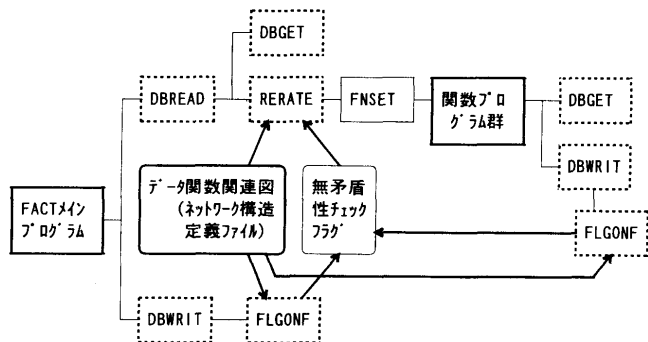 DBGET
DBREAD
RERATE
FNSET
関数プロ
グラム群
DBGET
DBWRIT
FLGONF
FACTメイン
プログラム
データ関数関連図
(ネットワーク構造
定義ファイル)
無矛盾
性チェック
フラグ
DBWRIT
FLGONF